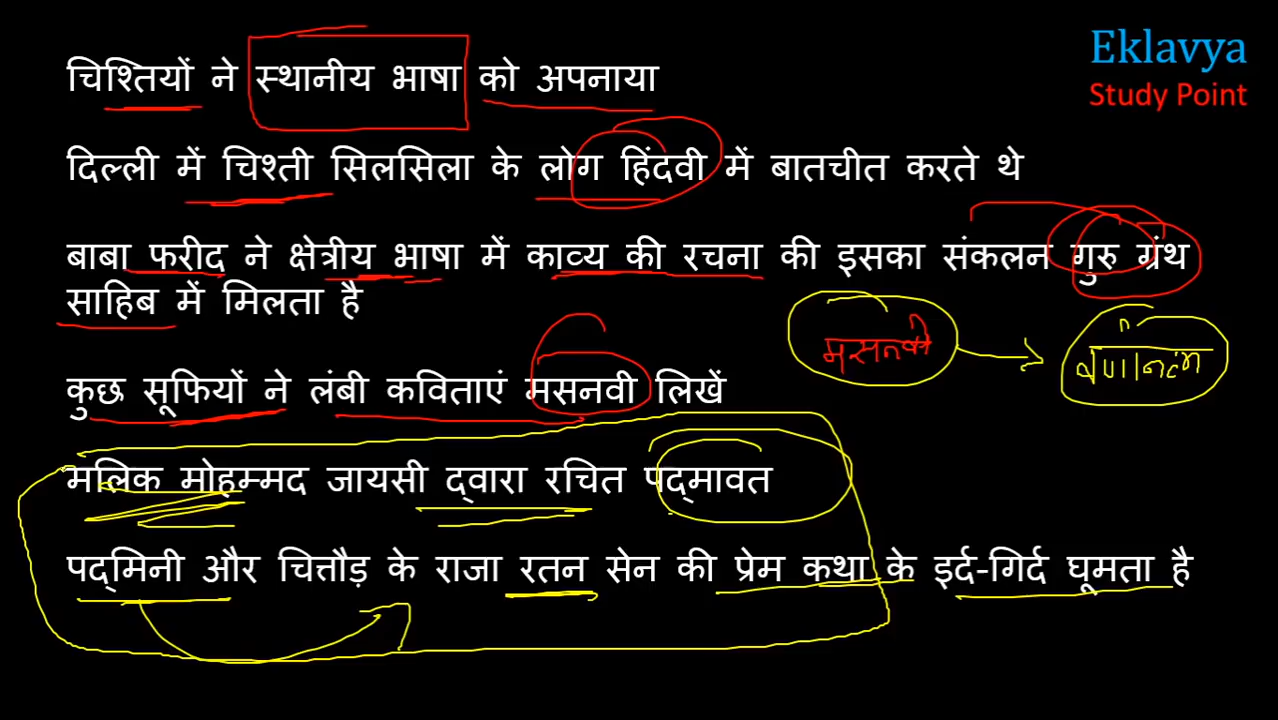 Eklavya
Study Point
चिश्तियों ने स्थानीय भाषा को अपनाया
दिल्ली में चिश्ती सिलसिला के लोग हिंदवी में बातचीत करते थे
बाबा फरीद ने क्षेत्रीय भाषा में काव्य की रचना की इसका संकलन गुरु ग्रंथ
साहिब में मिलता है
कुछ सूफियों ने लंबी कविताएं मसनवी लिखें
मलिक मोहम्मद जायसी द्वारा रचित पद्मावत
पद्मिनी और चित्तौड़ के राजा रतन सेन की प्रेम कथा के इर्द-गिर्द घूमता है